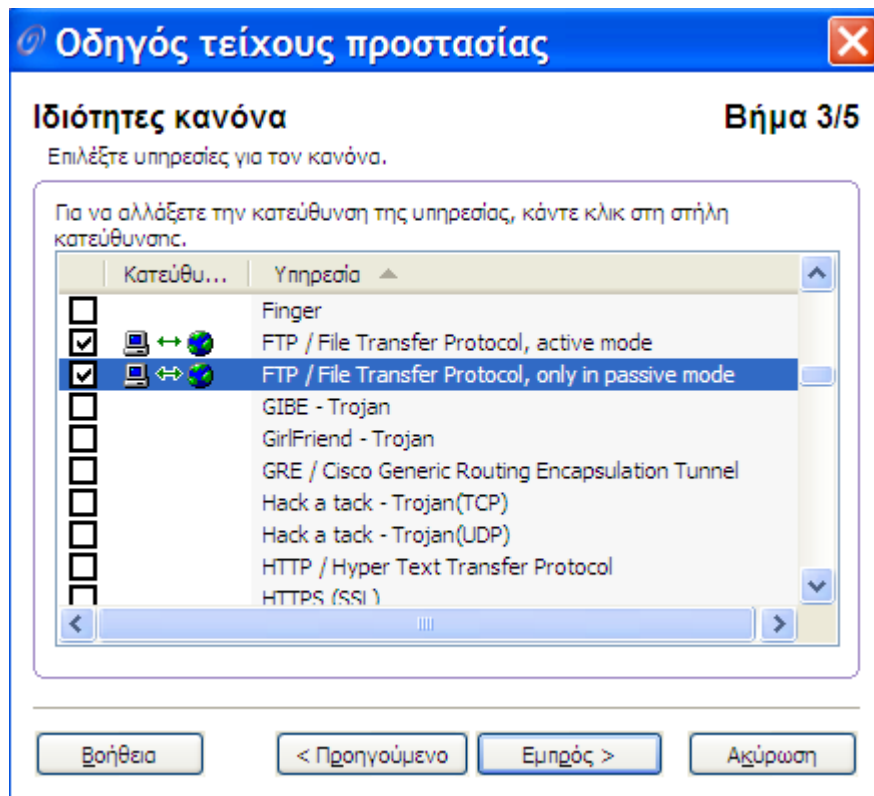 Οδηγός τείχους προστασίας
Ιδιότητες κανόνα Βήμα 3/5
Επιλέξτε υπηρεσίες για τον κανόνα.
Για να αλλάξετε την κατεύθυνση της υπηρεσίας, κάντε κλικ στη στήλη
κατεύθυνσης.
Κατεύθυ... Υπηρεσία
Finger
FTP / File Transfer Protocol, active mode
FTP / File Transfer Protocol, only in passive mode
GIBE - Trojan
GirlFriend - Trojan
GRE / Cisco Generic Routing Encapsulation Tunnel
Hack a tack - Trojan(TCP)
Hack a tack - Trojan(UDP)
HTTP / Hyper Text Transfer Protocol
HTTPS (SSL)
Βοήθεια < Προηγούμενο Εμπρός > Ακύρωση